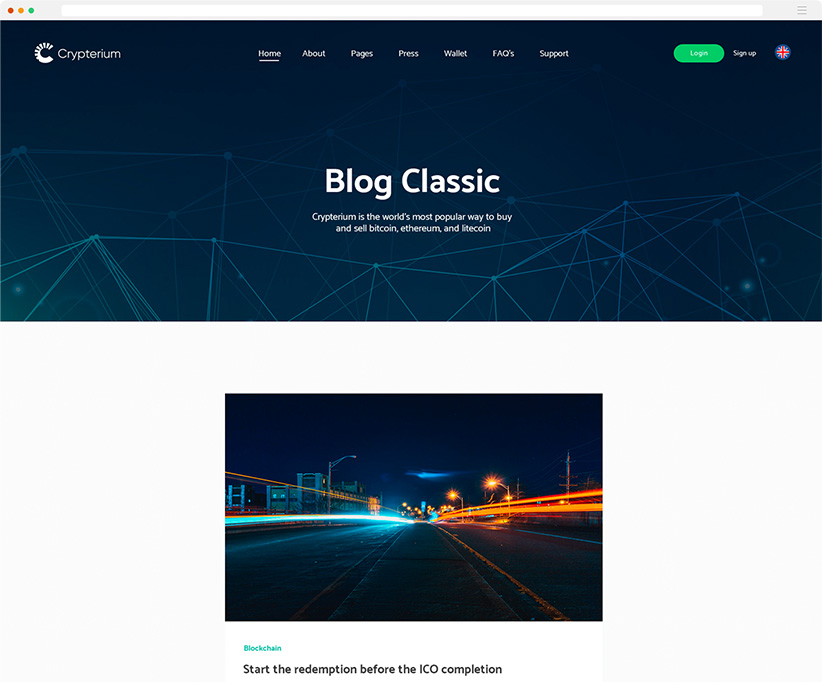 Crypterium
Home About Pages Press Wallet FAQ's Support
Login Sign up
Blog Classic
Crypterium is the world's most popular way to buy
and sell bitcoin, ethereum, and litecoin
Blockchain
Start the redemption before the ICO completion